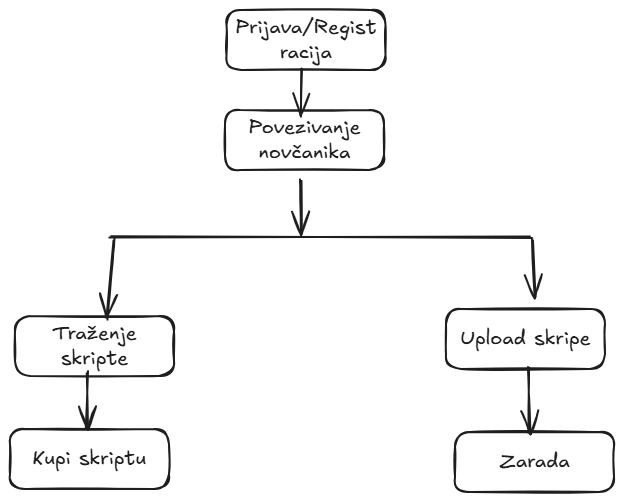 Prijava/Regist
racija
Povezivanje
novčanika
Traženje
skripte
Upload skripe
Kupi skriptu
Zarada